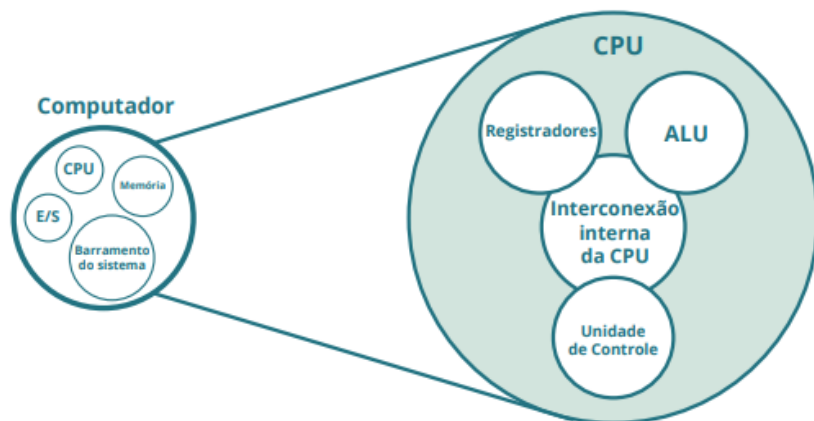 Computador
CPU
Memória
E/S
Barramento
do sistema
CPU
Registradores
ALU
Interconexão
interna
da CPU
Unidade
de Controle